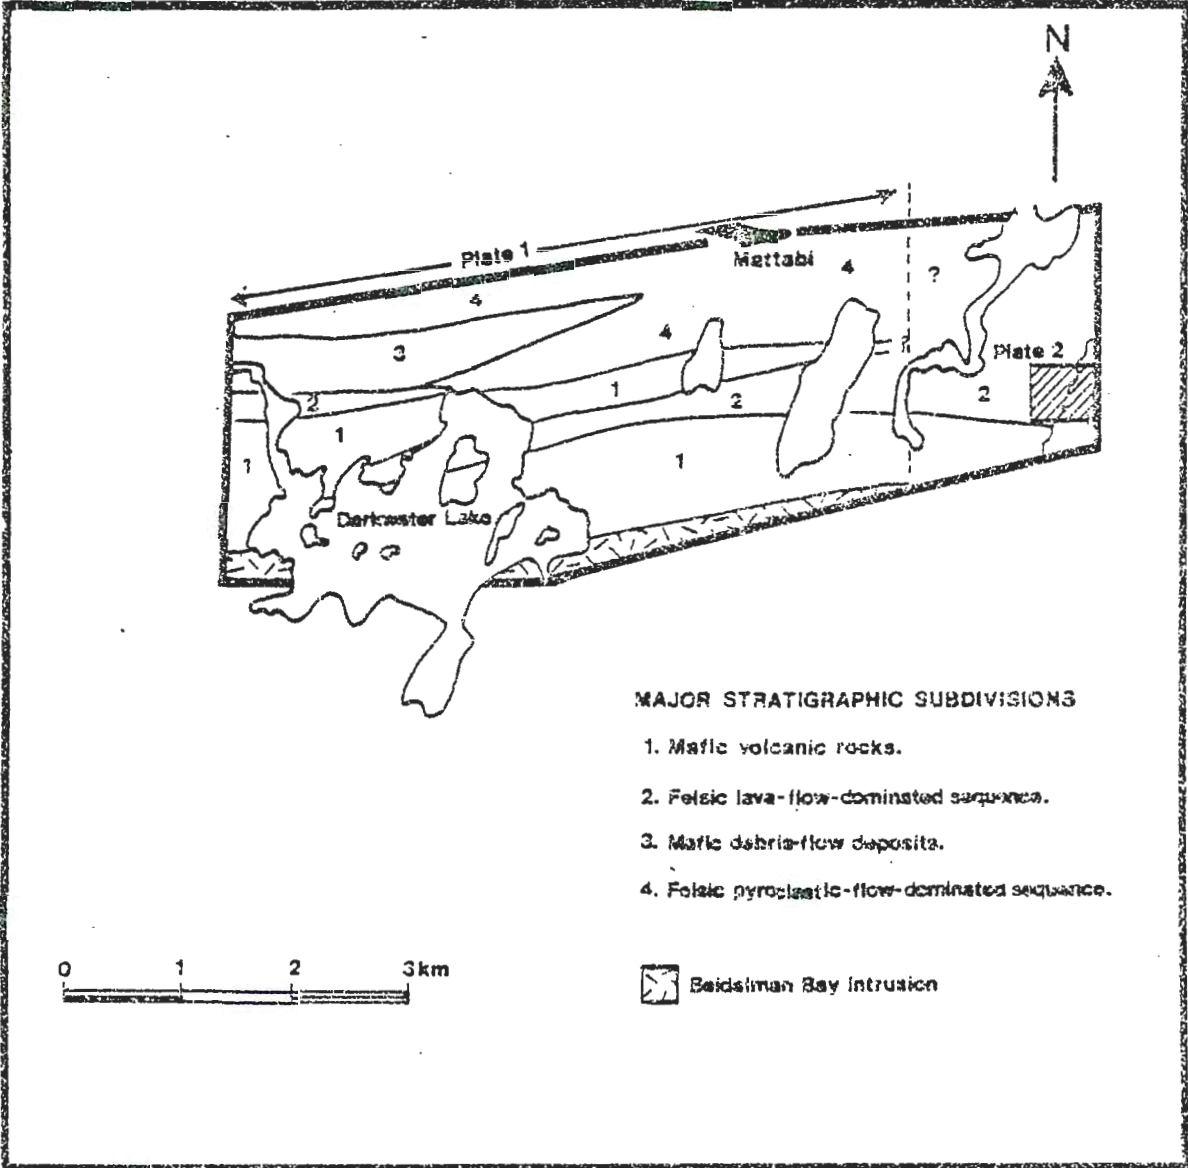 N
Plate 1
Mattabi
4
4
?
4
3
Plate 2
1
2
2
2
1
1
1
Darkwater Lake
MAJOR STRATIGRAPHIC SUBDIVISIONS
1. Mafic volcanic rocks.
2. Felsic lava-flow-dominated sequence.
3. Mafic debris-flow deposits.
4. Felsic pyroclastic-flow-dominated sequence.
0 1 2 3 km
Beidelman Bay Intrusion